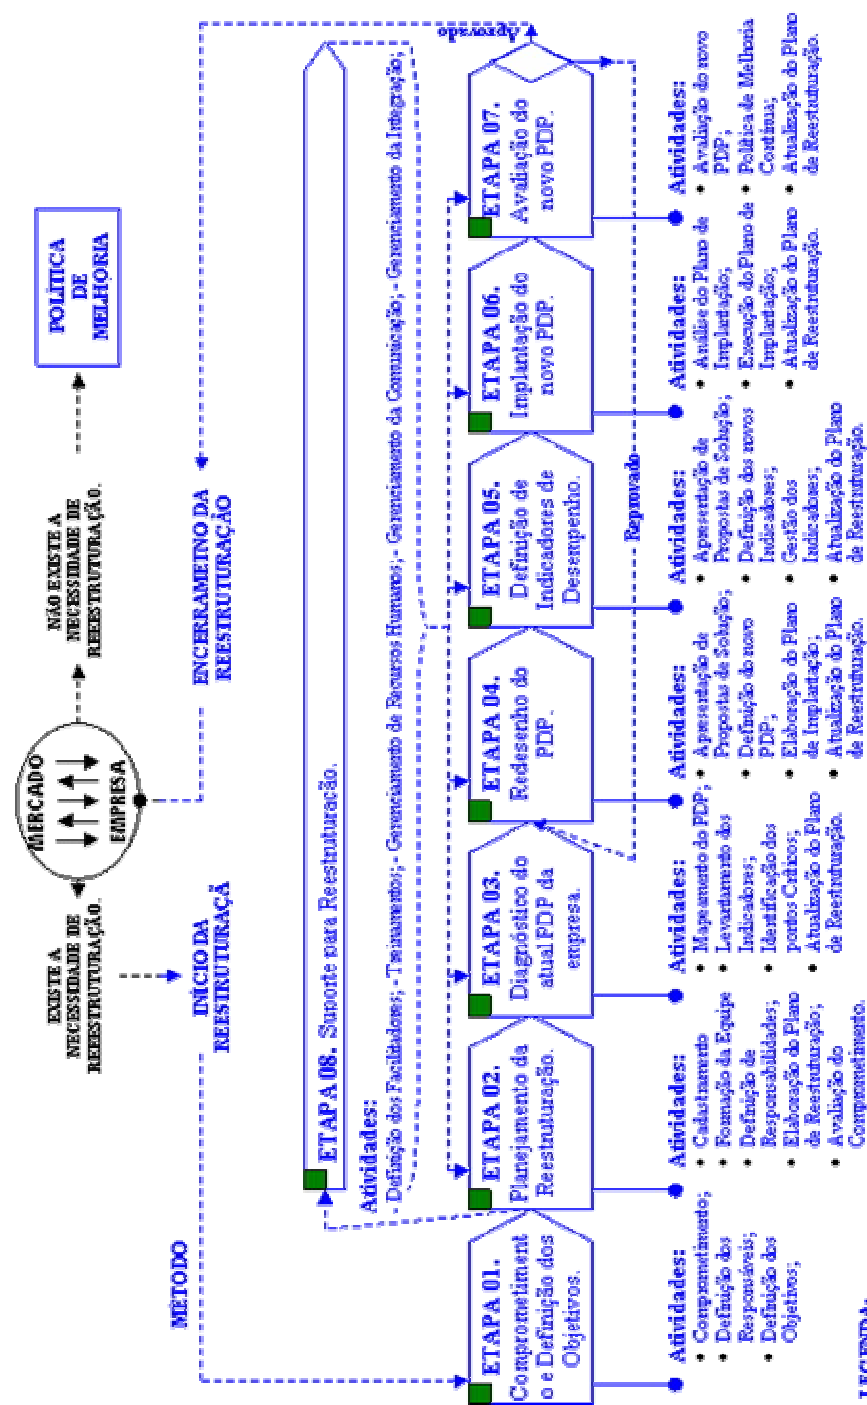 MERCADO
EMPRESA
EXISTE A
NECESSIDADE DE
REEESTRUTURAÇÃO.
NÃO EXISTE A
NECESSIDADE DE
REEESTRUTURAÇÃO.
POLÍTICA
DE
MELHORIA
MÉTODO
INÍCIO DA
REESTRUTURAÇÃ
ENCERRAMEITNO DA
REESTRUTURAÇÃO
ETAPA 08. Suporte para Reestruturação.
Atividades:
- Definição dos Facilitadores; - Treinamentos; - Gerenciamento de Recursos Humanos; - Gerenciamento da Comunicação; - Gerenciamento da Integração;
Aprovado
ETAPA 01.
Comprometiment
o e Definição dos
Objetivos.
ETAPA 02.
Planejamento da
Reestruturação.
ETAPA 03.
Diagnóstico do
atual PDP da
empresa.
ETAPA 04.
Redesenho do
PDP.
ETAPA 05.
Definição de
Indicadores de
Desempenho.
ETAPA 06.
Implantação do
novo PDP.
ETAPA 07.
Avaliação do
novo PDP.
Reprovado
Atividades:
• Comprometimento;
• Definição dos
Responsáveis;
• Definição dos
Objetivos;
Atividades:
• Cadastramento
• Formação da Equipe
• Definição de
Responsabilidades;
• Elaboração do Plano
de Reestruturação;
• Avaliação do
Comprometimento.
Atividades:
• Mapeamento do PDP;
• Levantamento dos
Indicadores;
• Identificação dos
pontos Críticos;
• Atualização do Plano
de Reestruturação.
Atividades:
• Apresentação de
Propostas de Solução;
• Definição do novo
PDP;
• Elaboração do Plano
de Implantação;
• Atualização do Plano
de Reestruturação.
Atividades:
• Apresentação de
Propostas de Solução;
• Definição dos novos
Indicadores;
• Gestão dos
Indicadores;
• Atualização do Plano
de Reestruturação.
Atividades:
• Análise do Plano de
Implantação;
• Execução do Plano de
Implantação;
• Atualização do Plano
de Reestruturação.
Atividades:
• Avaliação do novo
PDP;
• Política de Melhoria
Contínua;
• Atualização do Plano
de Reestruturação.
LEGENDA: